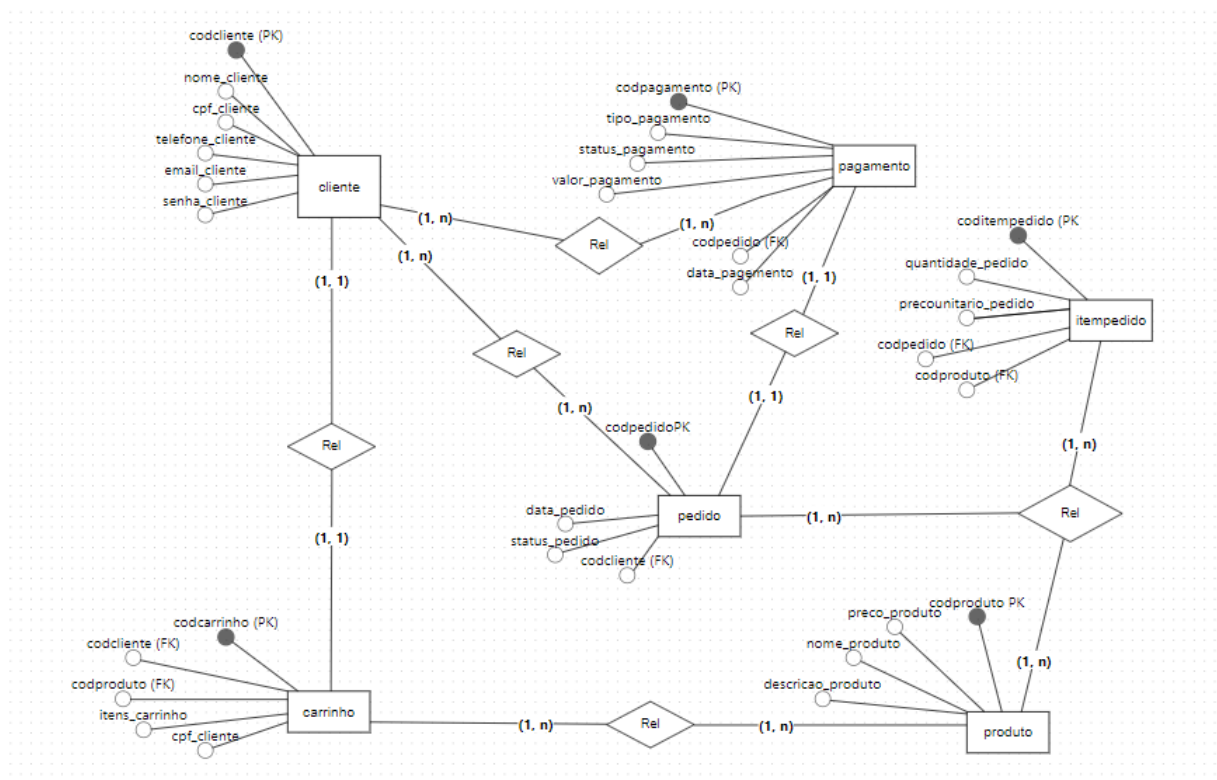 codcliente (PK)
nome_cliente
cpf_cliente
telefone_cliente
email_cliente
senha_cliente
cliente
codpagamento (PK)
tipo_pagamento
status_pagamento
valor_pagamento
codpedido (FK)
data_pagemento
pagamento
(1, n)
Rel
(1, n)
(1, n)
Rel
(1, n)
(1, 1)
Rel
(1, 1)
(1, 1)
Rel
(1, 1)
coditempedido (PK
quantidade_pedido
precounitario_pedido
codpedido (FK)
codproduto (FK)
itempedido
(1, n)
codpedidoPK
data_pedido
status_pedido
codcliente (FK)
pedido
(1, n)
Rel
(1, n)
codcarrinho (PK)
codcliente (FK)
codproduto (FK)
itens_carrinho
cpf_cliente
carrinho
(1, n)
Rel
(1, n)
codproduto PK
preco_produto
nome_produto
descricao_produto
produto